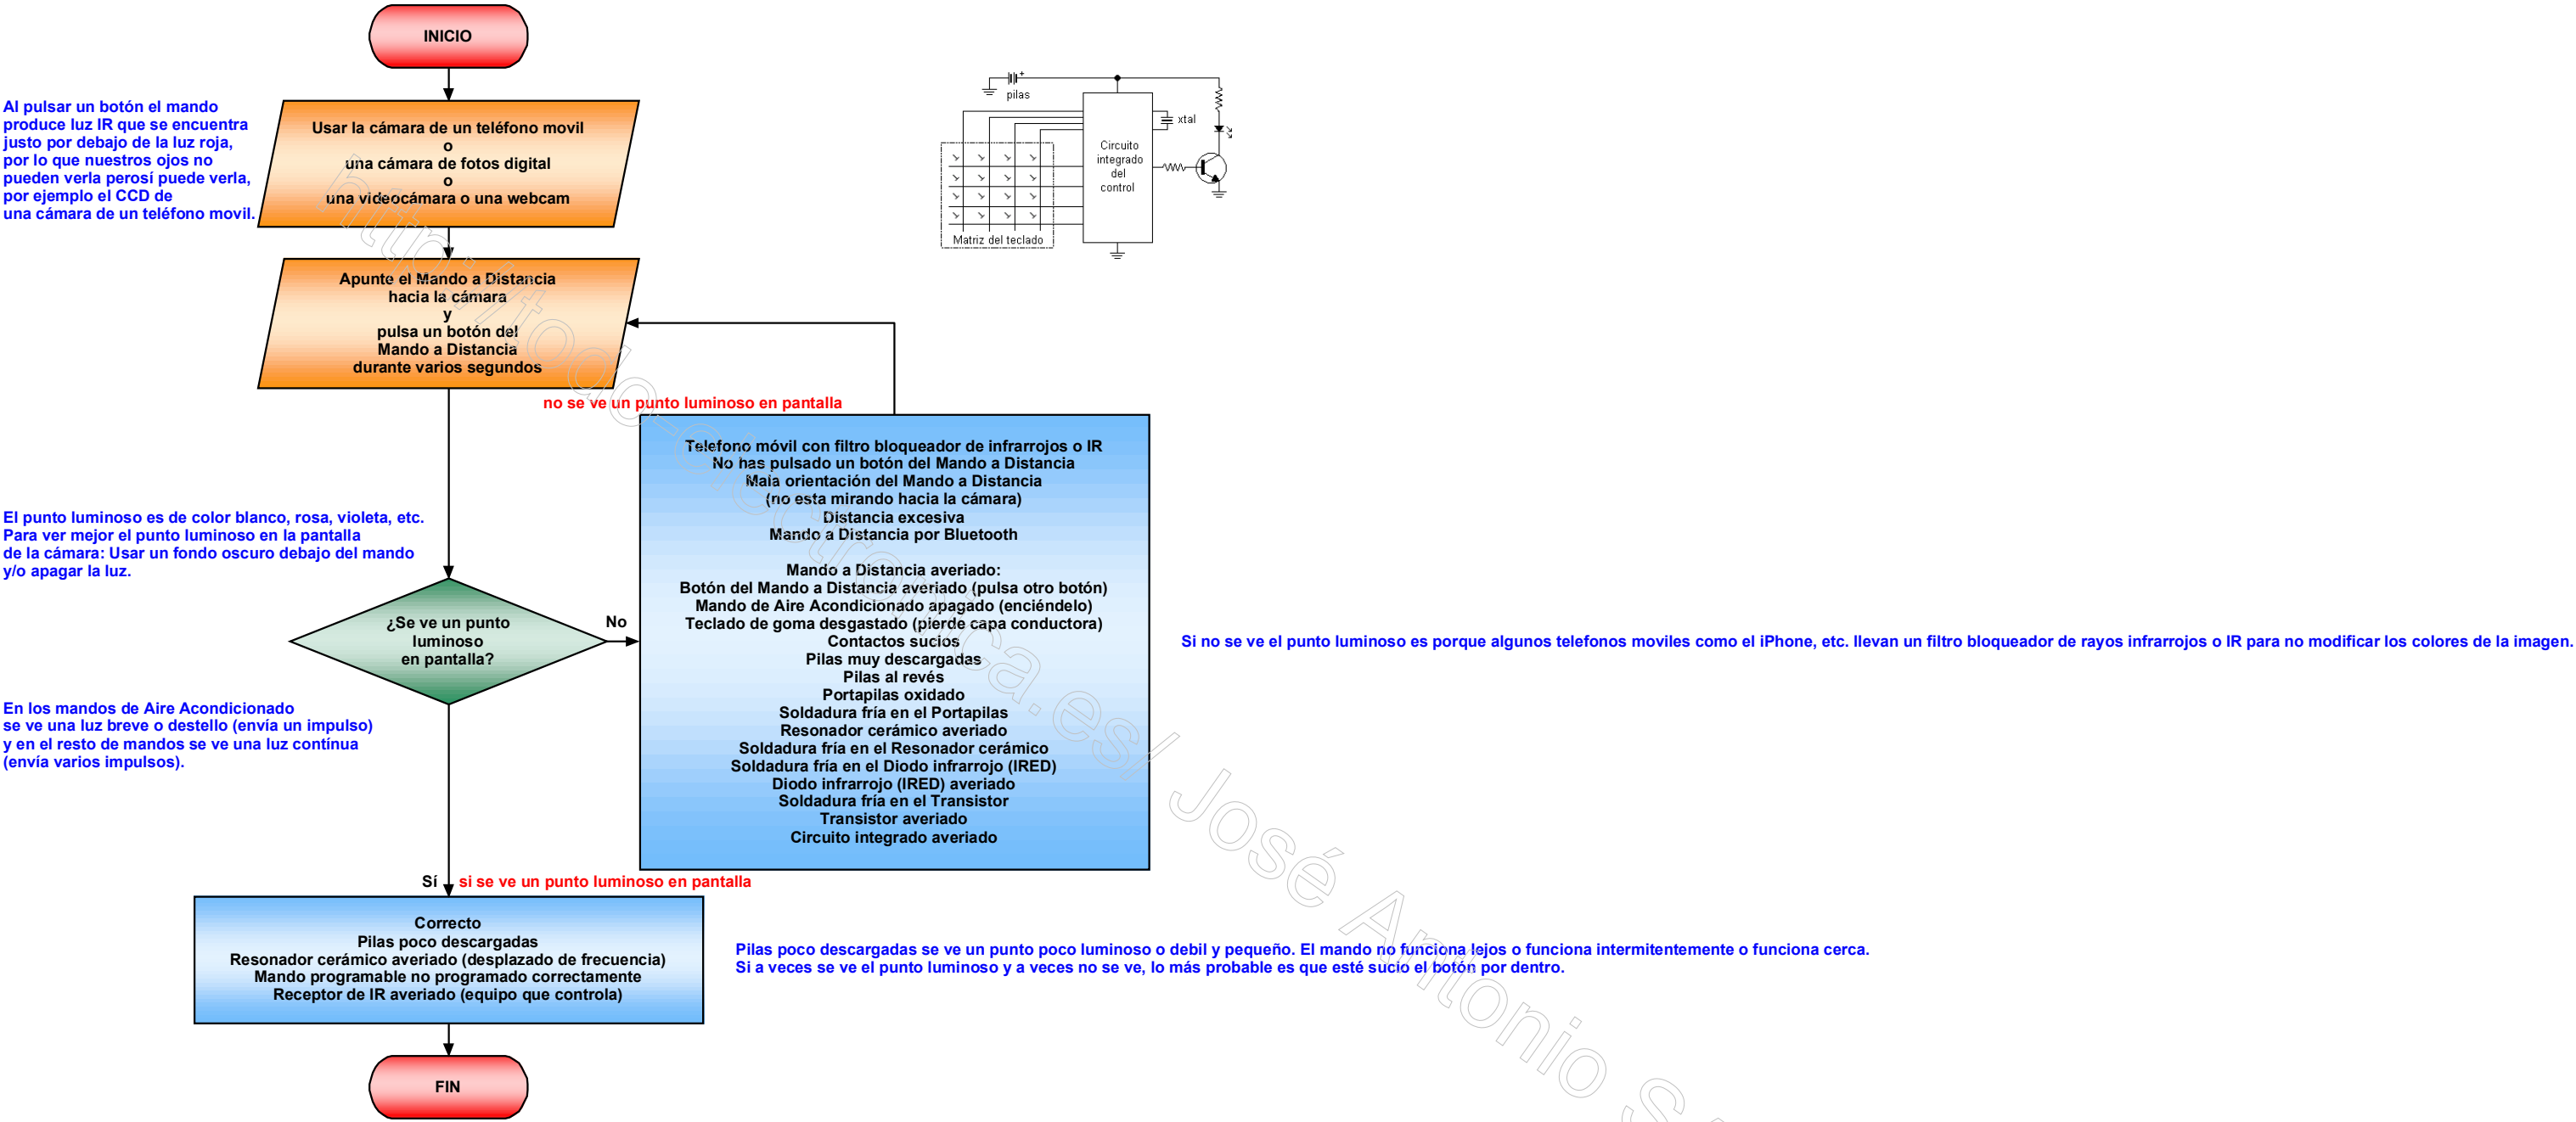 INICIO
Al pulsar un botón el mando
produce luz IR que se encuentra
justo por debajo de la luz roja,
por lo que nuestros ojos no
pueden verla perosí puede verla,
por ejemplo el CCD de
una cámara de un teléfono movil.
Usar la cámara de un teléfono movil
o
una cámara de fotos digital
o
una videocámara o una webcam
pilas
xtal
Circuito
integrado
del
control
Matriz del teclado
Apunte el Mando a Distancia
hacia la cámara
y
pulsa un botón del
Mando a Distancia
durante varios segundos
no se ve un punto luminoso en pantalla
Telefono móvil con filtro bloqueador de infrarrojos o IR
No has pulsado un botón del Mando a Distancia
Mala orientación del Mando a Distancia
(no esta mirando hacia la cámara)
Distancia excesiva
Mando a Distancia por Bluetooth
Mando a Distancia averiado:
Botón del Mando a Distancia averiado (pulsa otro botón)
Mando de Aire Acondicionado apagado (enciéndelo)
Teclado de goma desgastado (pierde capa conductora)
Contactos sucios
Pilas muy descargadas
Pilas al revés
Portapilas oxidado
Soldadura fría en el Portapilas
Resonador cerámico averiado
Soldadura fría en el Resonador cerámico
Soldadura fría en el Diodo infrarrojo (IRED)
Diodo infrarrojo (IRED) averiado
Soldadura fría en el Transistor
Transistor averiado
Circuito integrado averiado
El punto luminoso es de color blanco, rosa, violeta, etc.
Para ver mejor el punto luminoso en la pantalla
de la cámara: Usar un fondo oscuro debajo del mando
y/o apagar la luz.
¿Se ve un punto
luminoso
en pantalla?
No
Si no se ve el punto luminoso es porque algunos telefonos moviles como el iPhone, etc. llevan un filtro bloqueador de rayos infrarrojos o IR para no modificar los colores de la imagen.
En los mandos de Aire Acondicionado
se ve una luz breve o destello (envía un impulso)
y en el resto de mandos se ve una luz contínua
(envía varios impulsos).
Sí
si se ve un punto luminoso en pantalla
Correcto
Pilas poco descargadas
Resonador cerámico averiado (desplazado de frecuencia)
Mando programable no programado correctamente
Receptor de IR averiado (equipo que controla)
Pilas poco descargadas se ve un punto poco luminoso o debil y pequeño. El mando no funciona lejos o funciona intermitentemente o funciona cerca.
Si a veces se ve el punto luminoso y a veces no se ve, lo más probable es que esté sucio el botón por dentro.
FIN
http://todo-electronica.es/ José Antonio S